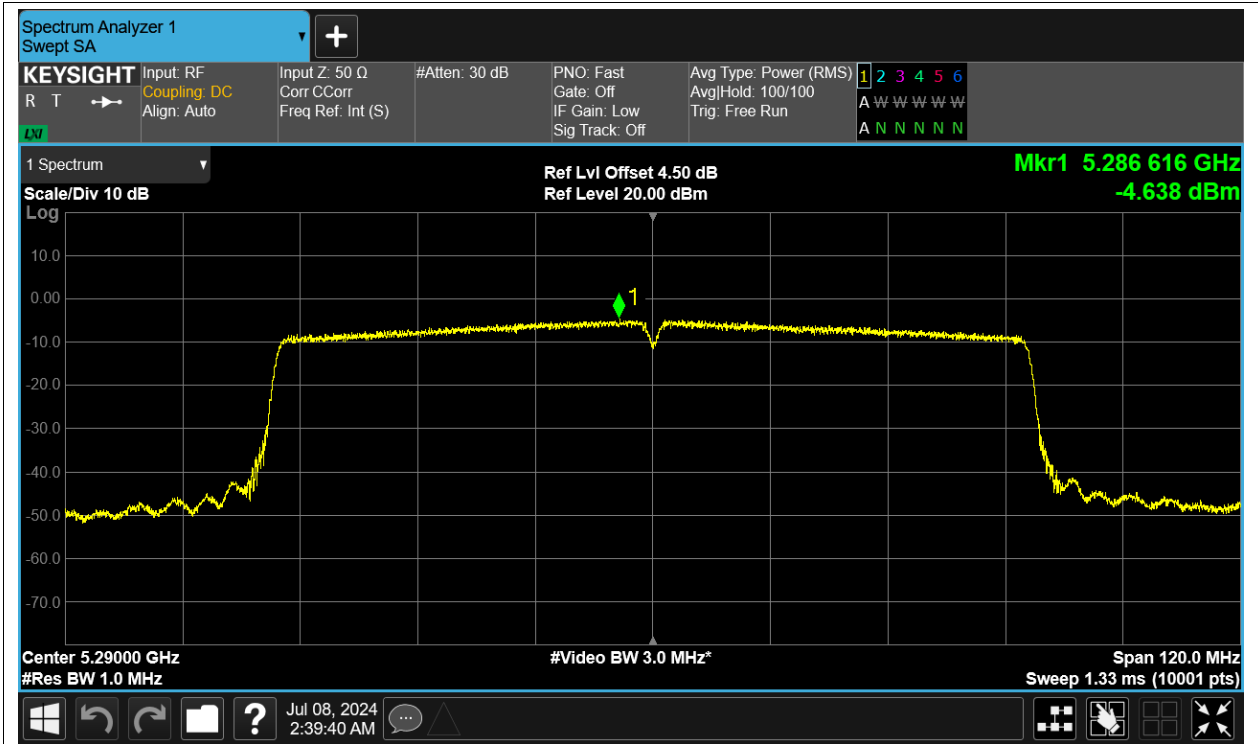 Spectrum Analyzer 1
Swept SA
KEYSIGHT
R T
LXI
Input: RF
Coupling: DC
Align: Auto
Input Z: 50 Ω
Corr CCorr
Freq Ref: Int (S)
#Atten: 30 dB
PNO: Fast
Gate: Off
IF Gain: Low
Sig Track: Off
Avg Type: Power (RMS)
Avg|Hold: 100/100
Trig: Free Run
1 2 3 4 5 6
A W W W W W
A N N N N N
1 Spectrum
Scale/Div 10 dB
Log
Ref Lvl Offset 4.50 dB
Ref Level 20.00 dBm
Mkr1 5.286 616 GHz
-4.638 dBm
10.0
0.00
-10.0
-20.0
-30.0
-40.0
-50.0
-60.0
-70.0
1
Center 5.29000 GHz
#Res BW 1.0 MHz
#Video BW 3.0 MHz*
Span 120.0 MHz
Sweep 1.33 ms (10001 pts)
?
Jul 08, 2024
2:39:40 AM